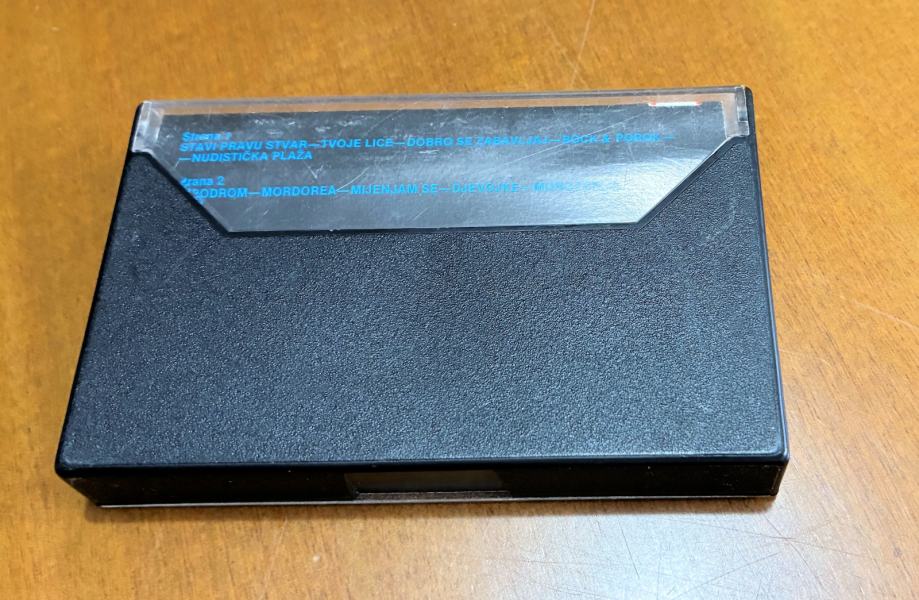 Strana 1
STAVI PRAVU STVAR—TVOJE LICE—DOBRO SE ZABAVLJAJ—ROCK & POROK—
—NUDISTIČKA PLAŽA
strana 2
MORDOREA—MIJENJAM SE—DJEVOJKE—